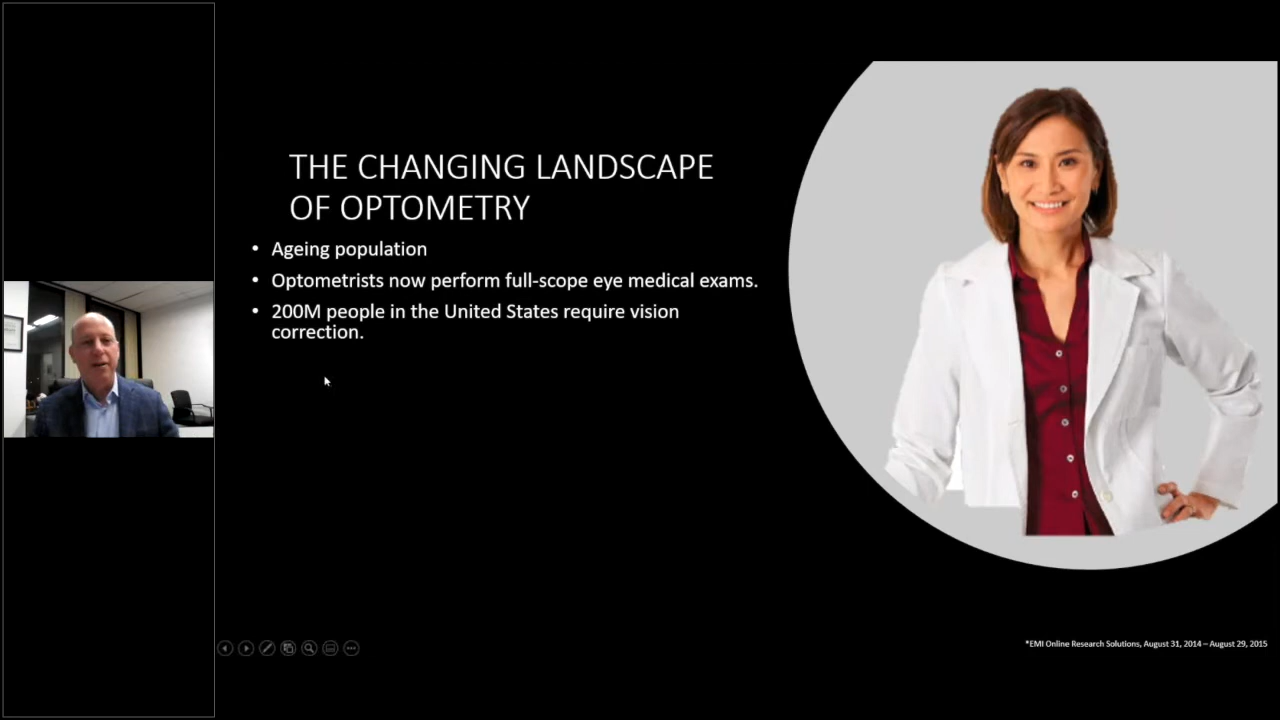 THE CHANGING LANDSCAPE
OF OPTOMETRY
• Ageing population
• Optometrists now perform full-scope eye medical exams.
• 200M people in the United States require vision
correction.
*EMI Online Research Solutions, August 31, 2014 – August 29, 2015